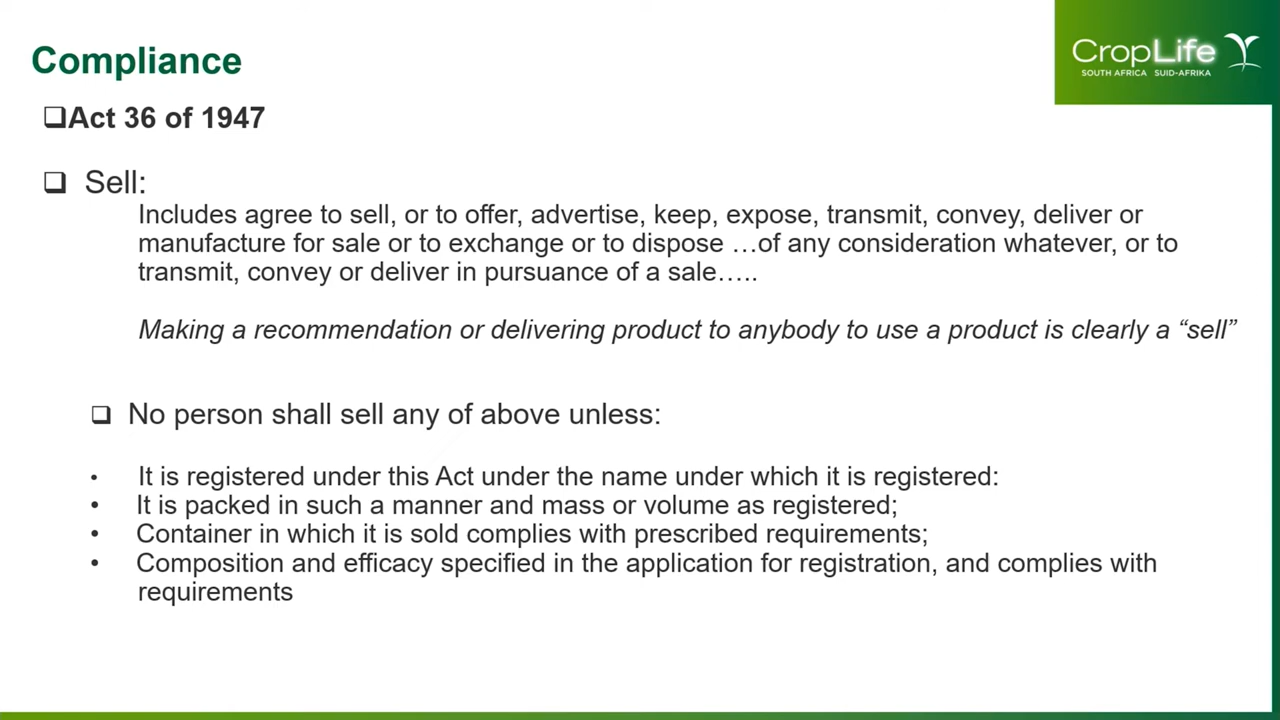 Compliance
CropLife
SOUTH AFRICA SUID-AFRIKA
❑Act 36 of 1947
❑ Sell:
Includes agree to sell, or to offer, advertise, keep, expose, transmit, convey, deliver or
manufacture for sale or to exchange or to dispose …of any consideration whatever, or to
transmit, convey or deliver in pursuance of a sale…..
Making a recommendation or delivering product to anybody to use a product is clearly a “sell”
❑ No person shall sell any of above unless:
• It is registered under this Act under the name under which it is registered:
• It is packed in such a manner and mass or volume as registered;
• Container in which it is sold complies with prescribed requirements;
• Composition and efficacy specified in the application for registration, and complies with
requirements